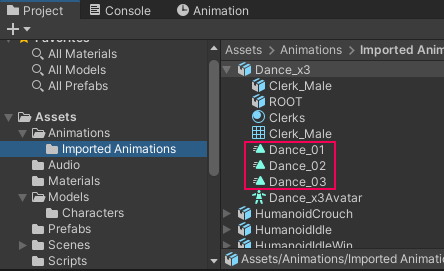 Project Console Animation
Favorites
All Materials
All Models
All Prefabs
Assets
Animations
Imported Animations
Audio
Materials
Models
Characters
Prefabs
Scenes
Scripts
Assets > Animations > Imported Anim
Dance_x3
Clerk_Male
ROOT
Clerks
Clerk_Male
Dance_01
Dance_02
Dance_03
Dance_x3Avatar
HumanoidCrouch
HumanoidIdle
HumanoidIdleWin
Assets/Animations/Imported Animatio